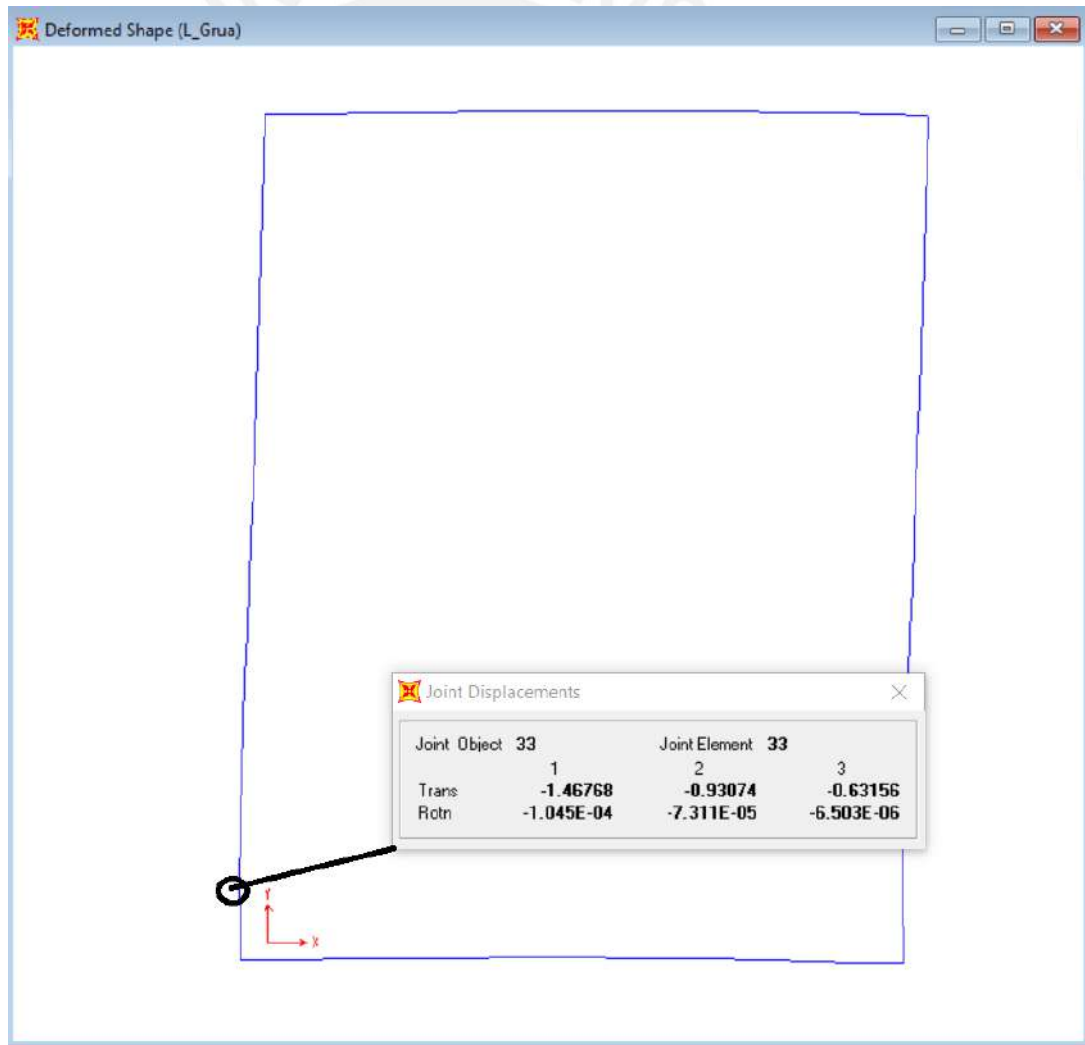 Deformed Shape (L_Grua)
Joint Displacements
Joint Object 33 Joint Element 33
1 2 3
Trans -1.46768 -0.93074 -0.63156
Rotn -1.045E-04 -7.311E-05 -6.503E-06
Y
X